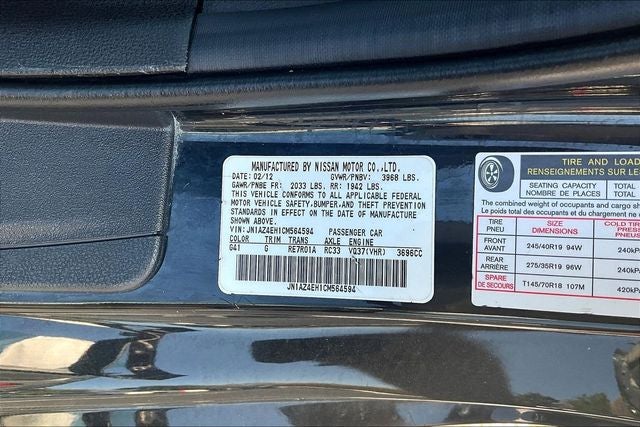 MANUFACTURED BY NISSAN MOTOR CO.,LTD.
DATE: 02/12 GVWR/PNBV: 3968 LBS.
GAWR/PNBE FR: 2033 LBS. RR: 1942 LBS.
THIS VEHICLE CONFORMS TO ALL APPLICABLE FEDERAL
MOTOR VEHICLE SAFETY,BUMPER,AND THEFT PREVENTION
STANDARDS IN EFFECT ON THE DATE OF MANUFACTURE
SHOWN ABOVE.
VIN:JN1AZ4EH1CM564594 PASSENGER CAR
COLOR TRIM TRANS AXLE ENGINE
G41 G RE7R01A RC33 VQ37(VHR) 3696CC
JN1AZ4EH1CM564594
TIRE AND LOAD
RENSEIGNEMENTS SUR LE
SEATING CAPACITY TOTAL
NOMBRE DE PLACES TOTAL
The combined weight of occupants and cargo sh
Le poids total des occupants et du chargement ne
TIRE SIZE COLD TI
PNEU DIMENSIONS PNEUS
FRONT 245/40R19 94W 240kP
AVANT
REAR 275/35R19 96W 240kP
ARRIÈRE
SPARE T145/70R18 107M 420kP
DE SECOURS